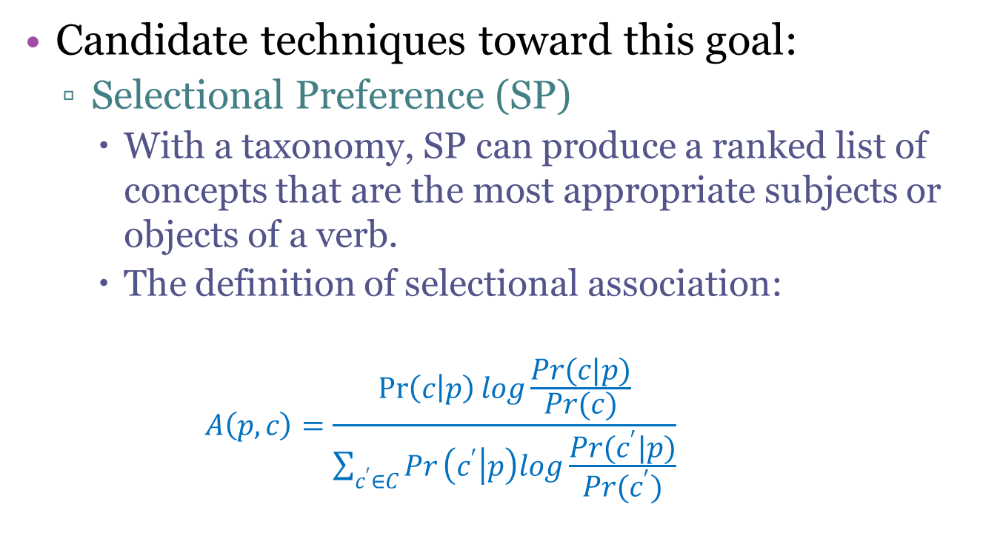 • Candidate techniques toward this goal:
▫ Selectional Preference (SP)
• With a taxonomy, SP can produce a ranked list of
concepts that are the most appropriate subjects or
objects of a verb.
• The definition of selectional association:
A(p, c) = \frac{Pr(c|p) log \frac{Pr(c|p)}{Pr(c)}}{\sum_{c' \in C} Pr(c'|p) log \frac{Pr(c'|p)}{Pr(c')}}